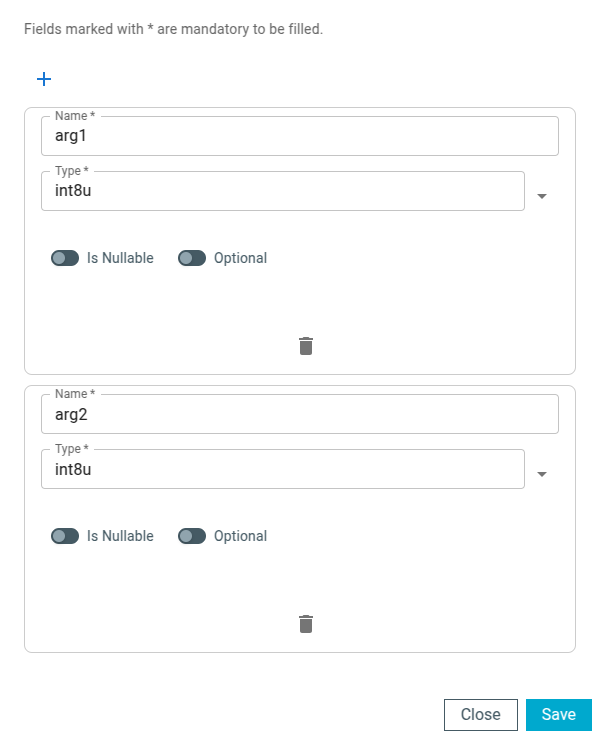 Fields marked with * are mandatory to be filled.
Name *
arg1
Type *
int8u
Is Nullable Optional
Name *
arg2
Type *
int8u
Is Nullable Optional
Close Save